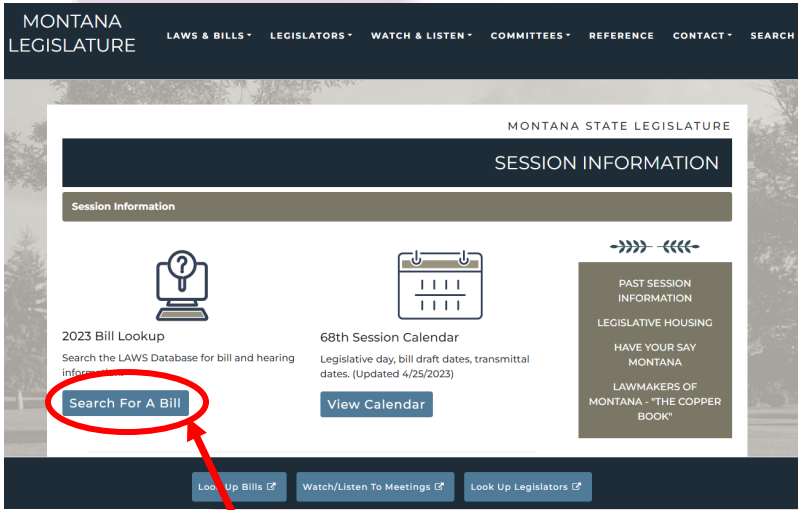 MONTANA
LEGISLATURE
LAWS & BILLS
LEGISLATORS
WATCH & LISTEN
COMMITTEES
REFERENCE
CONTACT
SEARCH
MONTANA STATE LEGISLATURE
SESSION INFORMATION
Session Information
?
2023 Bill Lookup
Search the LAWS Database for bill and hearing
information.
Search For A Bill
68th Session Calendar
Legislative day, bill draft dates, transmittal
dates. (Updated 4/25/2023)
View Calendar
PAST SESSION
INFORMATION
LEGISLATIVE HOUSING
HAVE YOUR SAY
MONTANA
LAWMAKERS OF
MONTANA - "THE COPPER
BOOK"
Look Up Bills
Watch/Listen To Meetings
Look Up Legislators